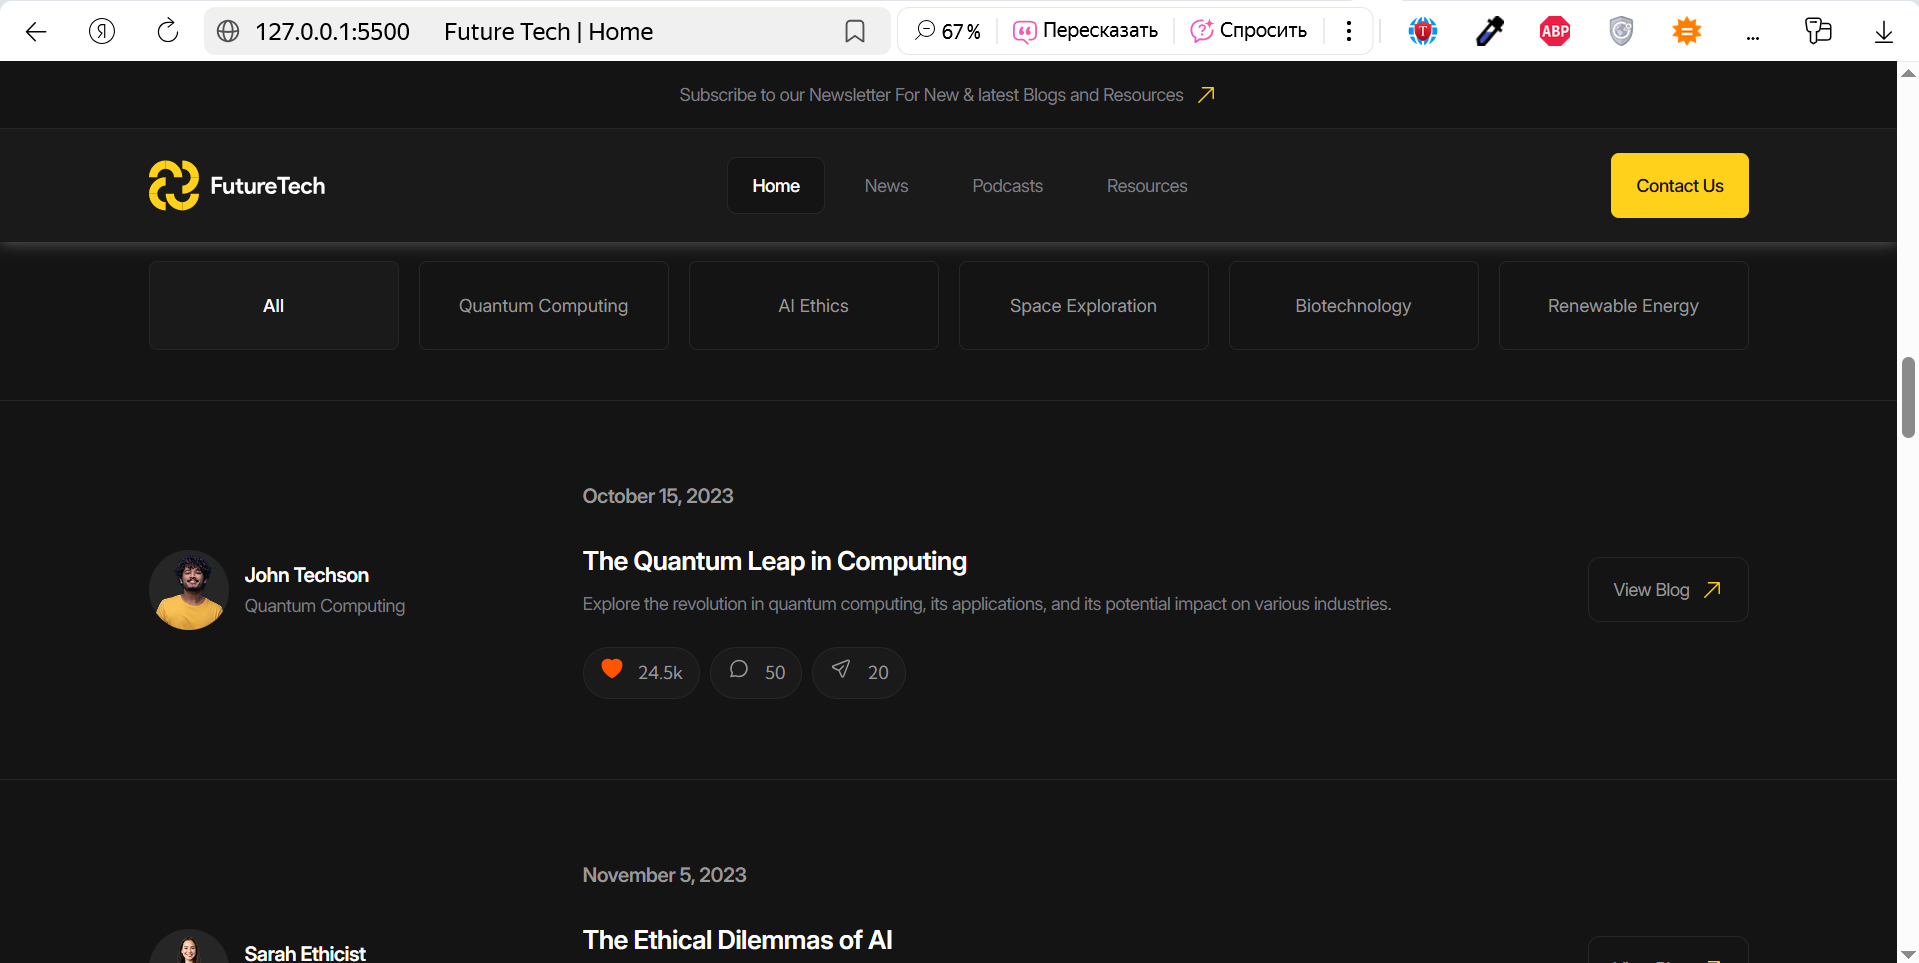 Я
127.0.0.1:5500 Future Tech | Home
67 %
Пересказать
Спросить
T
ABP
...
Subscribe to our Newsletter For New & latest Blogs and Resources
FutureTech
Home
News
Podcasts
Resources
Contact Us
All
Quantum Computing
AI Ethics
Space Exploration
Biotechnology
Renewable Energy
October 15, 2023
John Techson
Quantum Computing
The Quantum Leap in Computing
Explore the revolution in quantum computing, its applications, and its potential impact on various industries.
24.5k
50
20
View Blog
November 5, 2023
Sarah Ethicist
The Ethical Dilemmas of AI